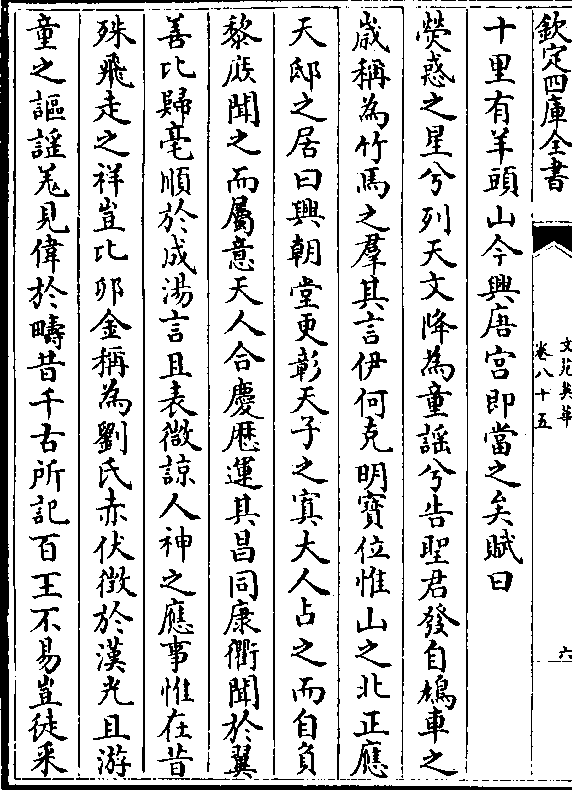 欽定四庫全書
文苑英華
卷八十五
六
十里有羊頭山今興唐宮即當之矣賦曰
熒惑之星兮列天文降為童謡兮告聖君發自鳩車之
嵗稱為竹馬之羣其言伊何克明寳位惟山之北正應
天邸之居曰興朝堂更彰天子之寘大人占之而自負
黎庶聞之而屬意天人合慶厯運其昌同康衢聞於翼
善比歸亳順於成湯言且表徵諒人神之應事惟在昔
殊飛走之祥豈比卯金稱為劉氏赤伏徴於漢光且游
童之謳謡羗見偉於疇昔千古所記百王不易豈徒采